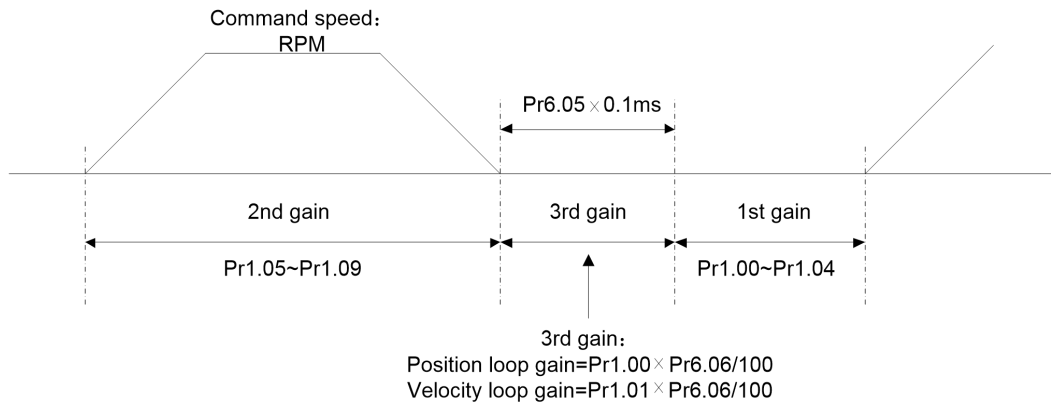 Command speed：
RPM
Pr6.05×0.1ms
2nd gain
3rd gain
1st gain
Pr1.05~Pr1.09
Pr1.00~Pr1.04
3rd gain：
Position loop gain=Pr1.00×Pr6.06/100
Velocity loop gain=Pr1.01×Pr6.06/100